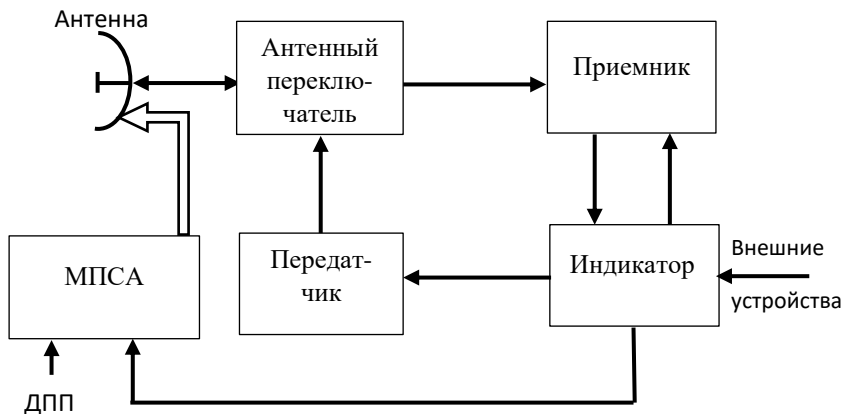 Антенна
Антенный
переклю-
чатель
Приемник
МПСА
Передат-
чик
Индикатор
Внешние
устройства
ДПП